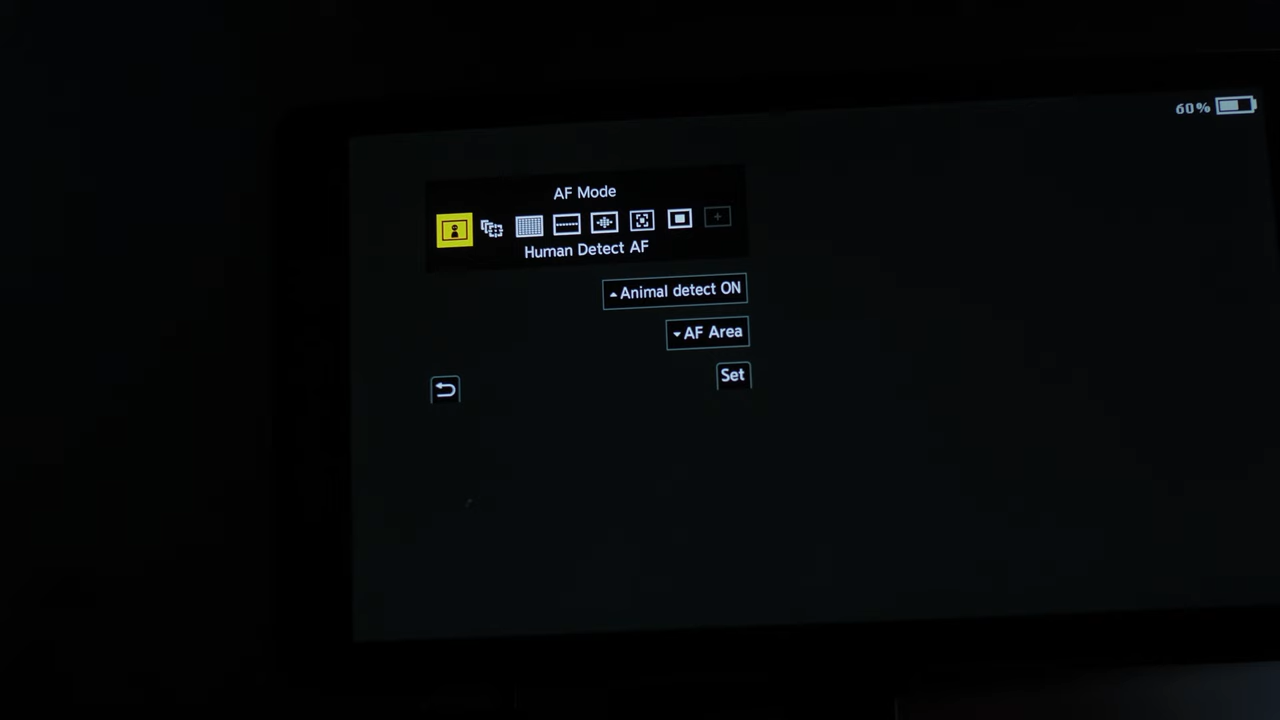 60%
AF Mode
Human Detect AF
Animal detect ON
AF Area
Set